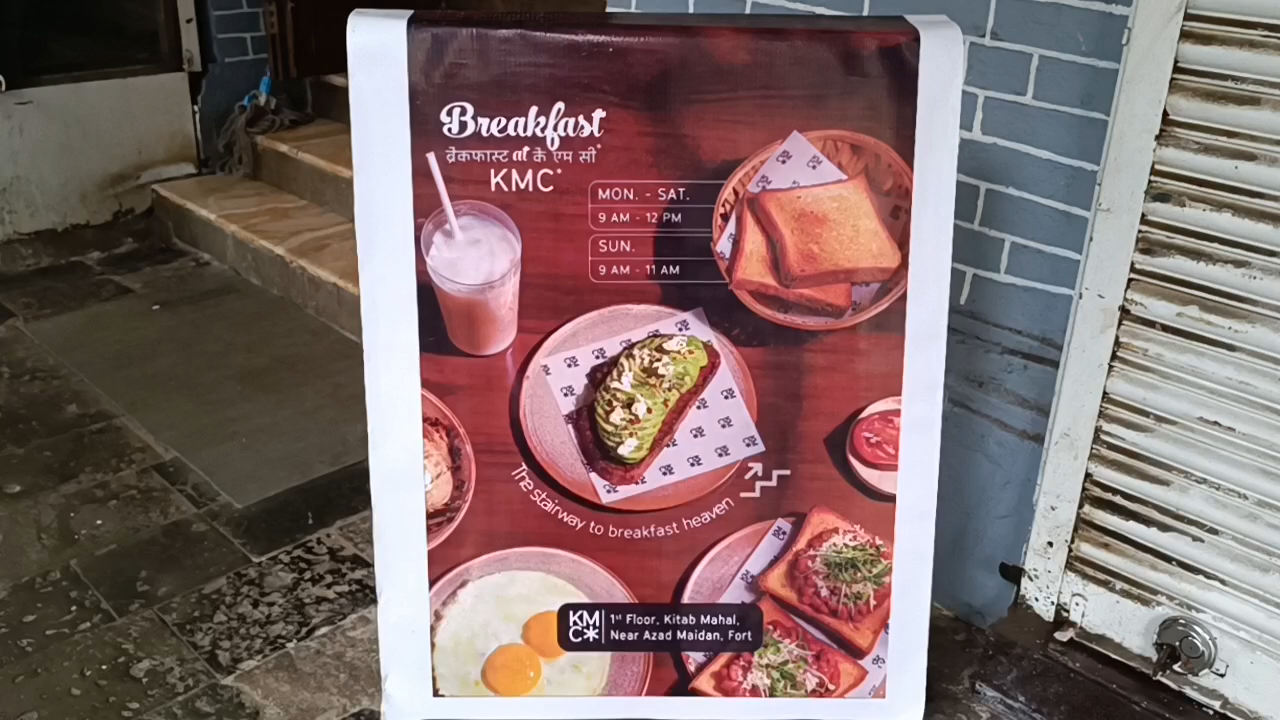 Breakfast
ब्रेकफास्ट at के एम सी*
KMC*
MON. - SAT.
9 AM - 12 PM
SUN.
9 AM - 11 AM
The stairway to breakfast heaven
KM
C*
1st Floor, Kitab Mahal,
Near Azad Maidan, Fort